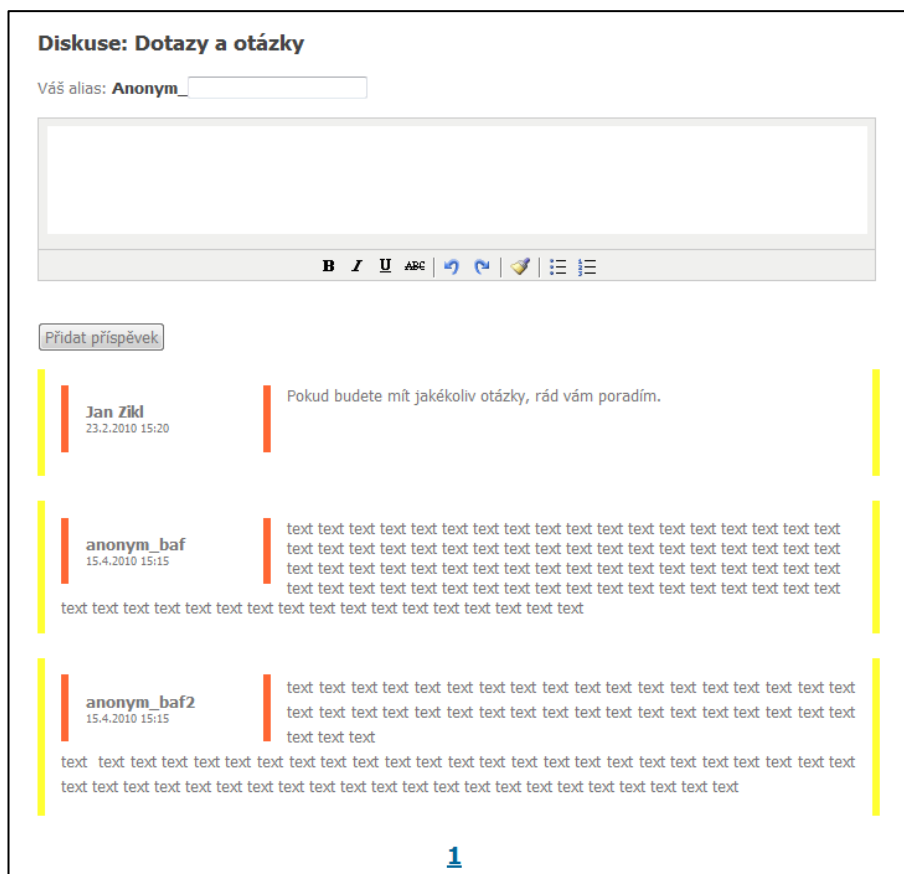 Diskuse: Dotazy a otázky
Váš alias: Anonym_
B I U ABC
Přidat příspěvek
Jan Zikl
23.2.2010 15:20
Pokud budete mít jakékoliv otázky, rád vám poradím.
anonym_baf
15.4.2010 15:15
text text text text text text text text text text text text text text text text text text
text text text text text text text text text text text text text text text text text text
text text text text text text text text text text text text text text text text text text
text text text text text text text text text text text text text text text text text text
text text text text text text text text text text text text text text text text text
anonym_baf2
15.4.2010 15:15
text text text text text text text text text text text text text text text text text text
text text text text text text text text text text text text text text text text text text
text text text
text text text text text text text text text text text text text text text text text text text text text text text text text
text text text text text text text text text text text text text text text text text text text text text text
1